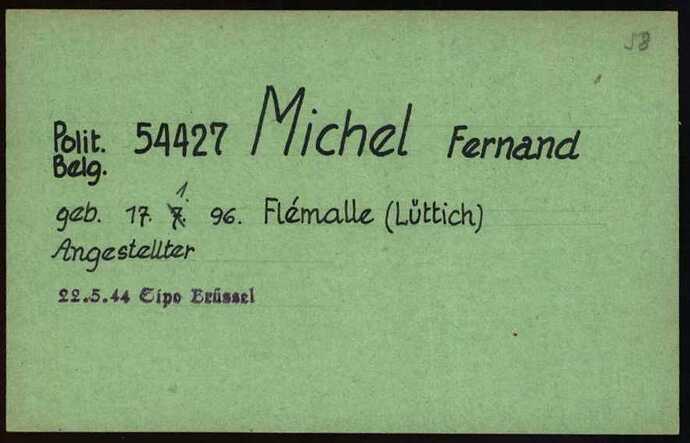 58
Polit. 54427 Michel Fernand
Belg.
1.
geb. 17. 7. 96. Flémalle (Lüttich)
Angestellter
22.5.44 Sipo Brüssel